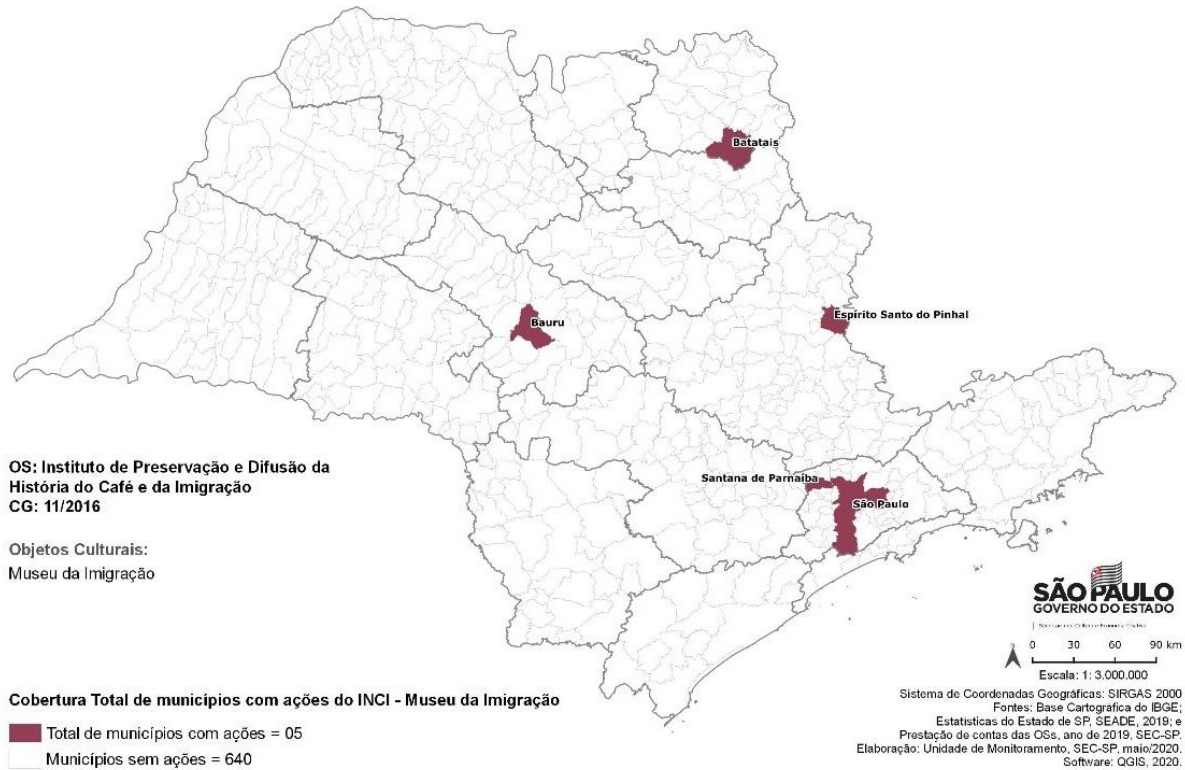 Batatais
Espírito Santo do Pinhal
Bauru
Santana de Parnaíba
São Paulo
OS: Instituto de Preservação e Difusão da
História do Café e da Imigração
CG: 11/2016
Objetos Culturais:
Museu da Imigração
SÃO PAULO
GOVERNO DO ESTADO
0 30 60 90 km
Escala: 1: 3.000.000
Cobertura Total de municípios com ações do INCI - Museu da Imigração
Total de municípios com ações = 05
Municípios sem ações = 640
Sistema de Coordenadas Geográficas: SIRGAS 2000
Fontes: Base Cartográfica do IBGE;
Estatísticas do Estado de SP, SEADE, 2019; e
Prestação de contas das OSs, ano de 2019, SEC-SP.
Elaboração: Unidade de Monitoramento, SEC-SP, maio/2020.
Software: QGIS, 2020.